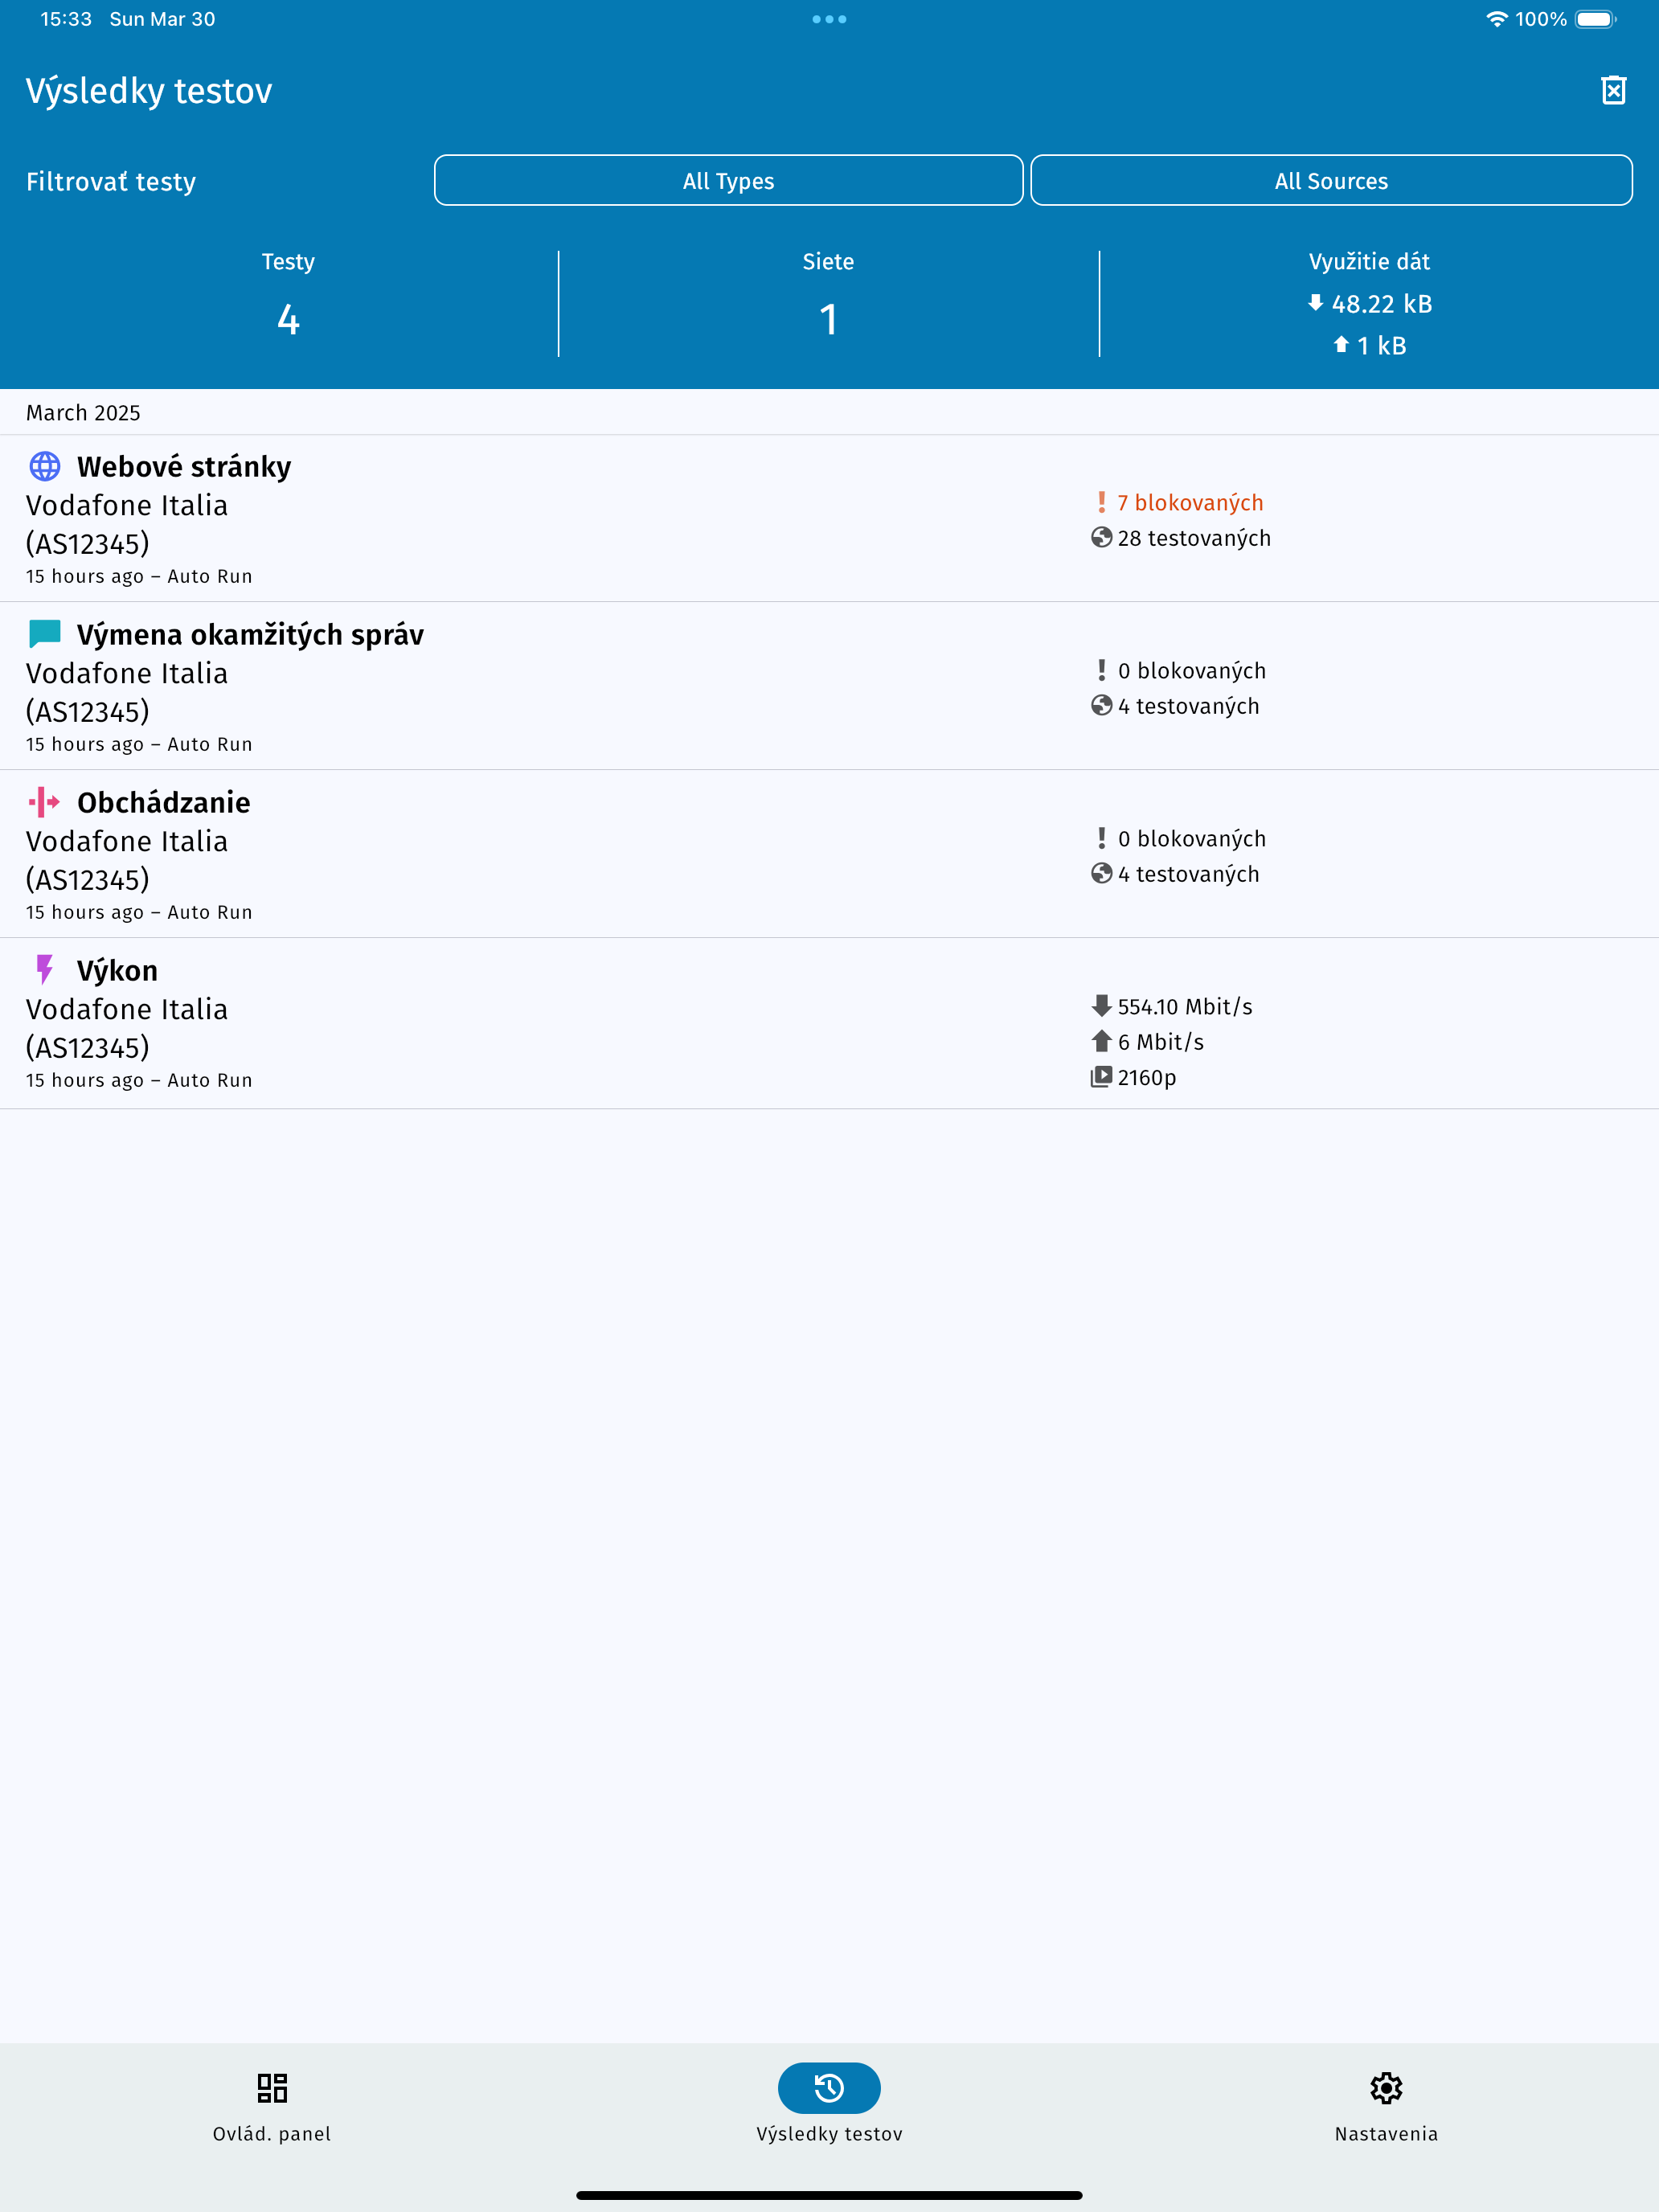 15:33 Sun Mar 30
100%
Výsledky testov
Filtrovať testy
All Types
All Sources
Testy
4
Siete
1
Využitie dát
48.22 kB
1 kB
March 2025
Webové stránky
Vodafone Italia
(AS12345)
15 hours ago – Auto Run
7 blokovaných
28 testovaných
Výmena okamžitých správ
Vodafone Italia
(AS12345)
15 hours ago – Auto Run
0 blokovaných
4 testovaných
Obchádzanie
Vodafone Italia
(AS12345)
15 hours ago – Auto Run
0 blokovaných
4 testovaných
Výkon
Vodafone Italia
(AS12345)
15 hours ago – Auto Run
554.10 Mbit/s
6 Mbit/s
2160p
Ovlád. panel
Výsledky testov
Nastavenia